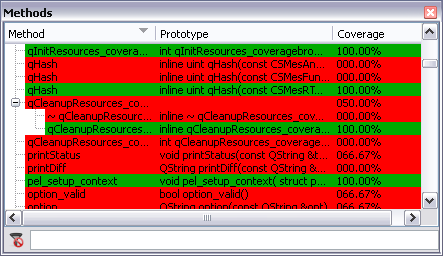 Methods
Method Prototype Coverage
qInitResources_covera... int qInitResources_coveragebro... 100.00%
qHash inline uint qHash(const CSMesAn... 000.00%
qHash inline uint qHash(const CSMesFun... 000.00%
qHash inline uint qHash(const CSMesRT... 100.00%
qCleanupResources_co... 050.00%
~ qCleanupResourc... inline ~ qCleanupResources_cov... 000.00%
qCleanupResources... inline qCleanupResources_covera... 100.00%
qCleanupResources_co... int qCleanupResources_coverage... 000.00%
printStatus void printStatus(const QString &t... 066.67%
printDiff QString printDiff(const QString &... 000.00%
pel_setup_context void pel_setup_context( struct p... 100.00%
option_valid bool option_valid() 066.67%
option QString option(const QString &opt) 066.67%